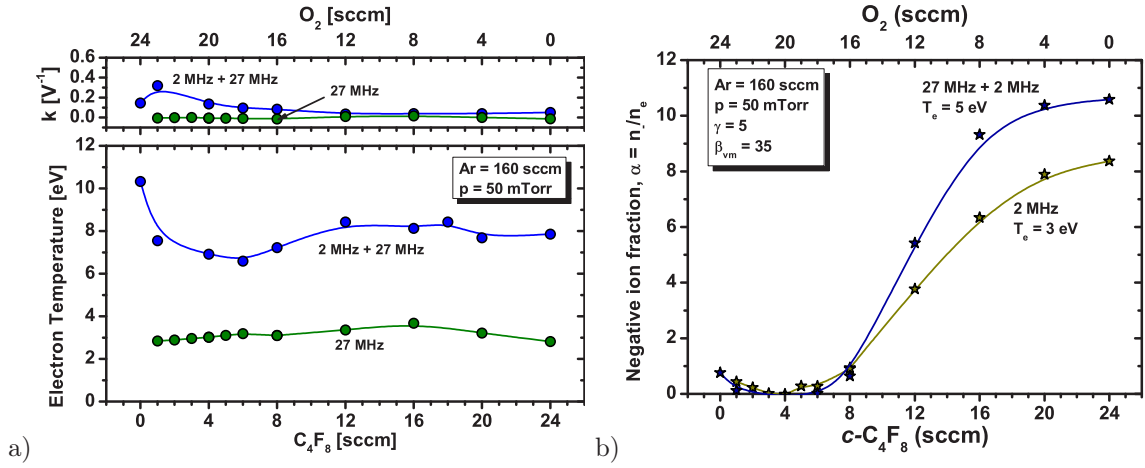 O2 [sccm]
24 20 16 12 8 4 0
0.6
0.4
0.2
0.0
k [V-1]
2 MHz + 27 MHz
27 MHz
12
10
8
6
4
2
0
Electron Temperature [eV]
Ar = 160 sccm
p = 50 mTorr
2 MHz + 27 MHz
27 MHz
0 4 8 12 16 20 24
C4F8 [sccm]
a)
O2 (sccm)
24 20 16 12 8 4 0
12
11
10
8
6
4
2
0
Negative ion fraction, α = n-/ne
Ar = 160 sccm
p = 50 mTorr
γ = 5
βvm = 35
27 MHz + 2 MHz
Te = 5 eV
2 MHz
Te = 3 eV
0 4 8 12 16 20 24
c-C4F8 (sccm)
b)